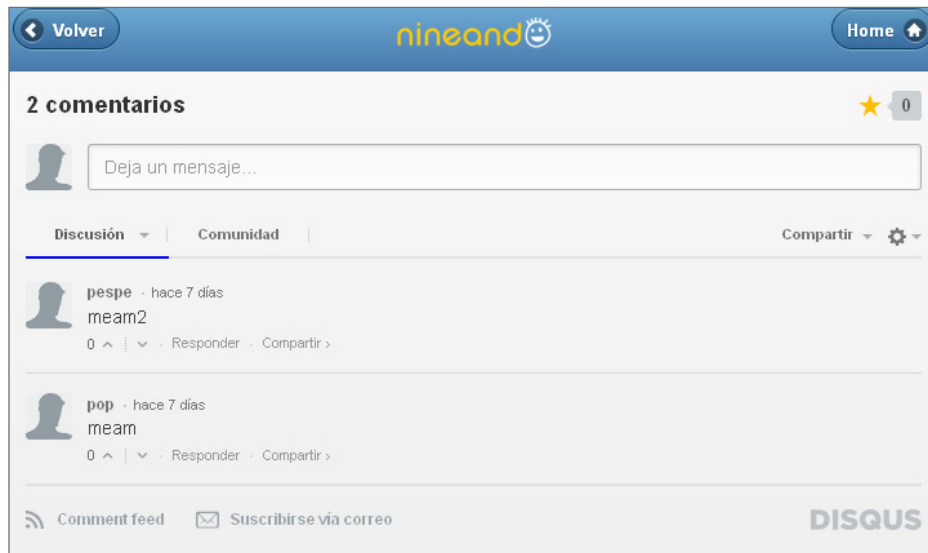 Volver
nineand
Home
2 comentarios
0
Deja un mensaje...
Discusión
Comunidad
Compartir
pespe · hace 7 días
meam2
0 Responder · Compartir ›
pop · hace 7 días
meam
0 Responder · Compartir ›
Comment feed
Suscribirse vía correo
DISQUS